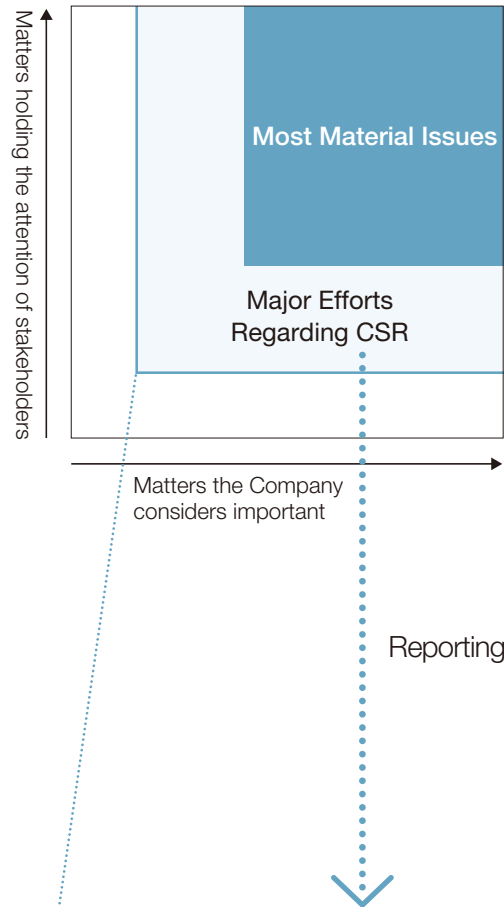 Matters holding the attention of stakeholders
Most Material Issues
Major Efforts
Regarding CSR
Matters the Company
considers important
Reporting